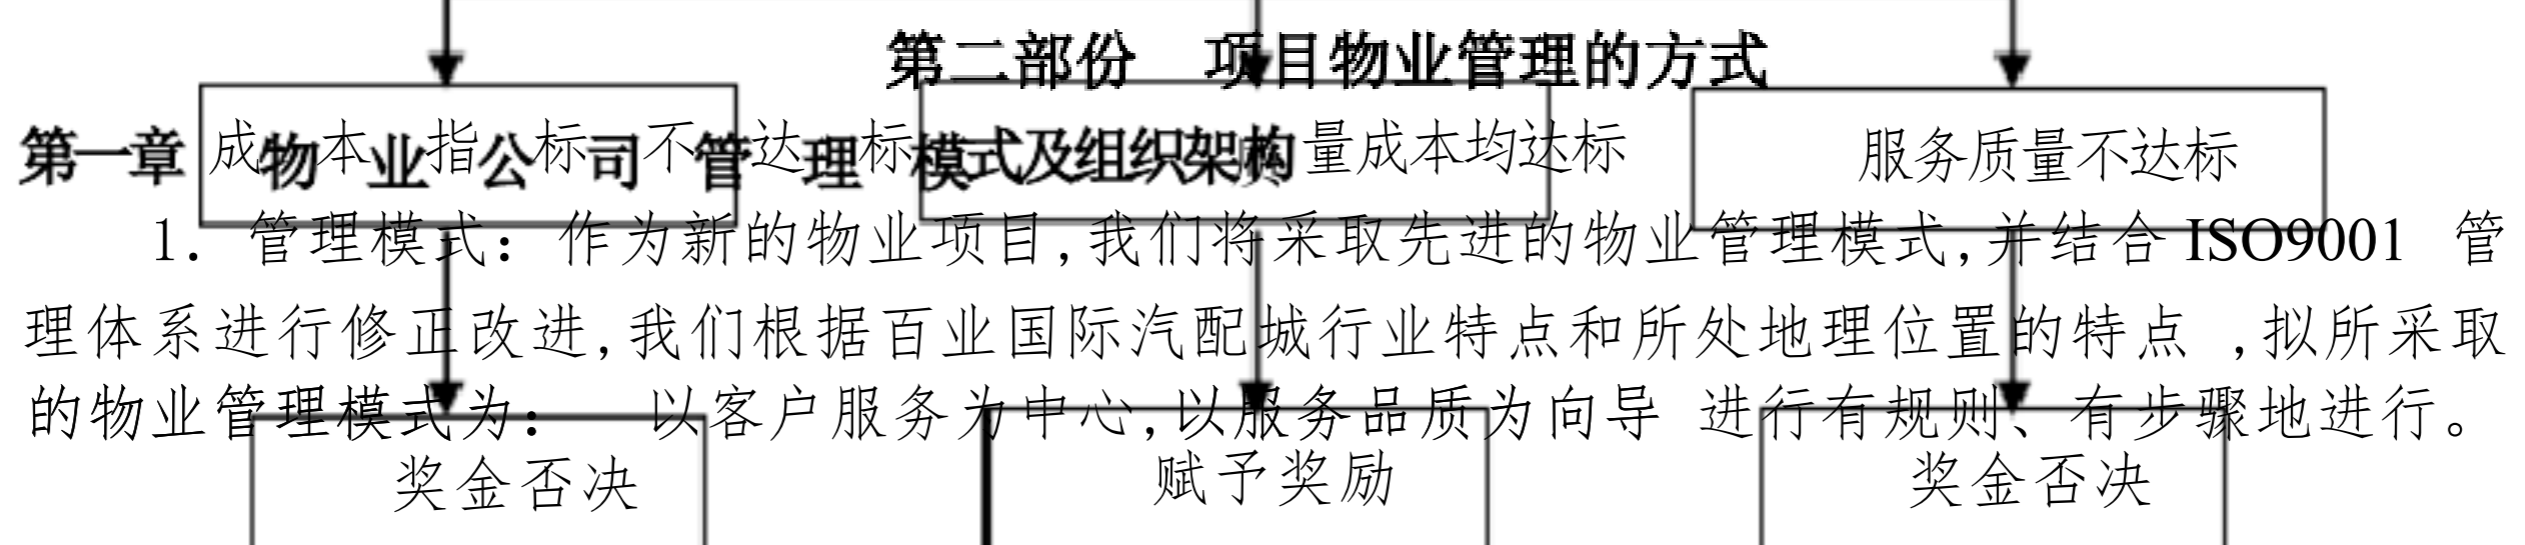 第二部份 项目物业管理的方式
第一章 物业公司管理模式及组织架构
成本指标不达标 质量成本均达标 服务质量不达标
1. 管理模式：作为新的物业项目,我们将采取先进的物业管理模式,并结合 ISO9001 管
理体系进行修正改进,我们根据百业国际汽配城行业特点和所处地理位置的特点 ,拟所采取
的物业管理模式为： 以客户服务为中心,以服务品质为向导 进行有规则、有步骤地进行。
奖金否决 赋予奖励 奖金否决